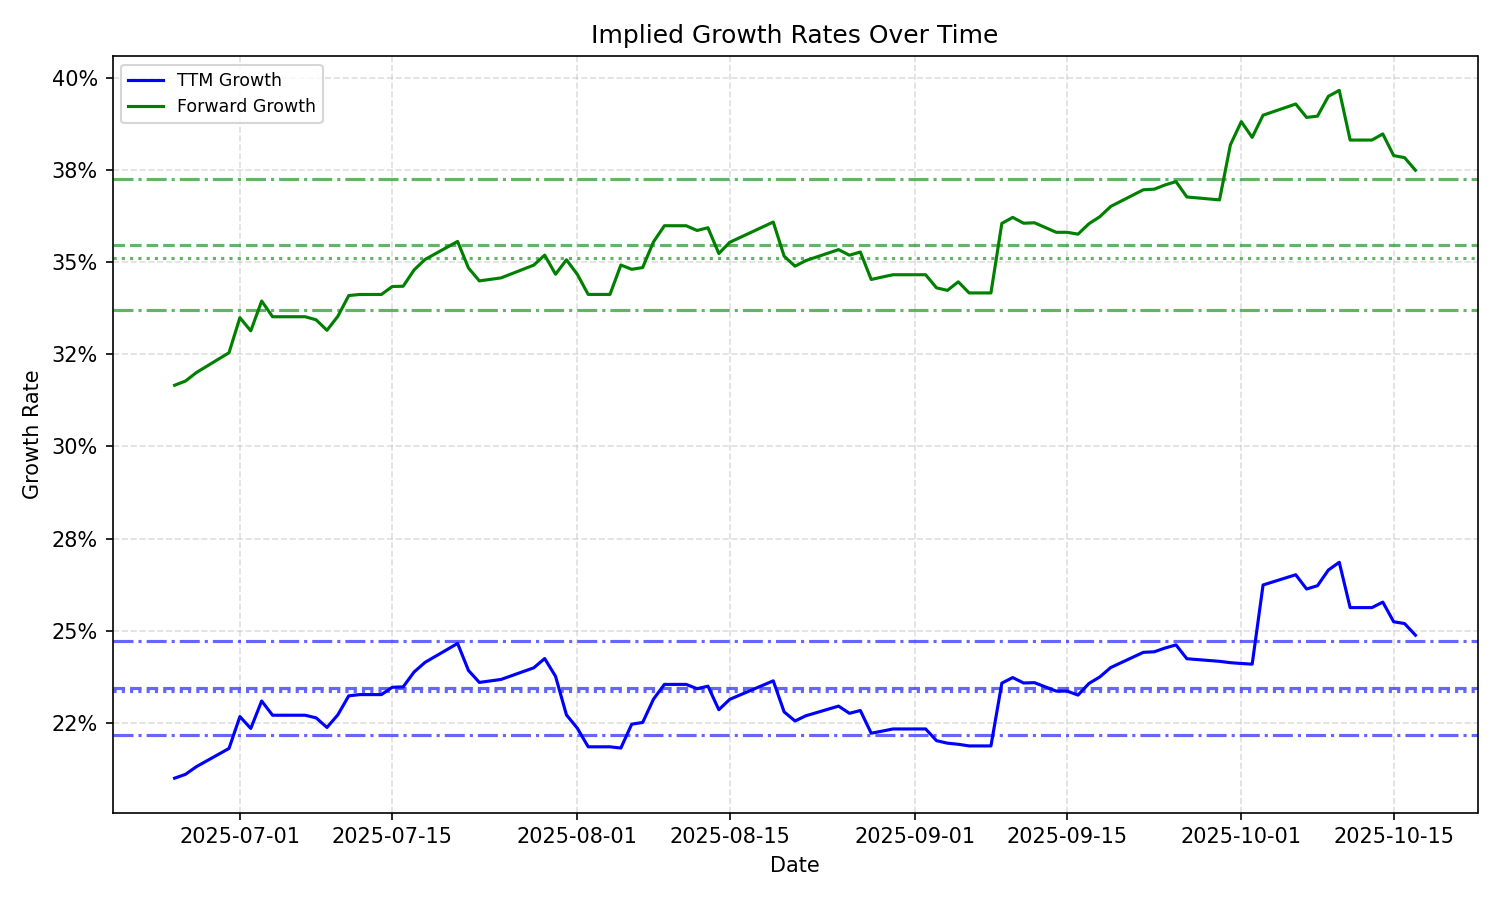 Implied Growth Rates Over Time
TTM Growth
Forward Growth
40%
38%
35%
32%
30%
28%
25%
22%
Growth Rate
2025-07-01 2025-07-15 2025-08-01 2025-08-15 2025-09-01 2025-09-15 2025-10-01 2025-10-15
Date